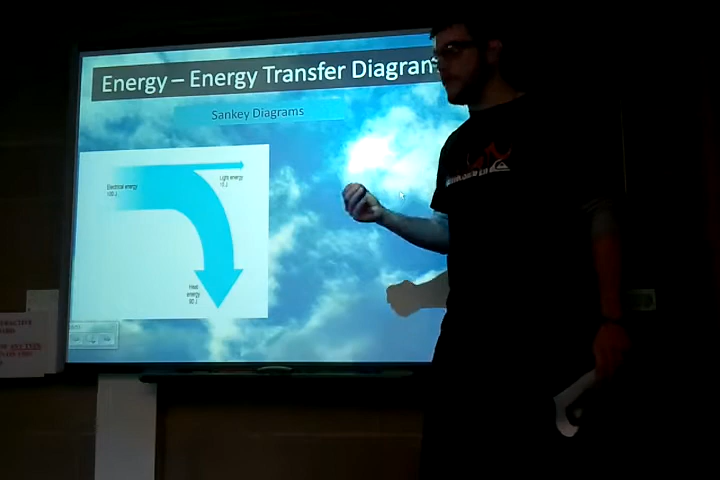 Energy – Energy Transfer Diagram
Sankey Diagrams
Electrical energy
100 J
Light energy
10 J
Heat
energy
90 J